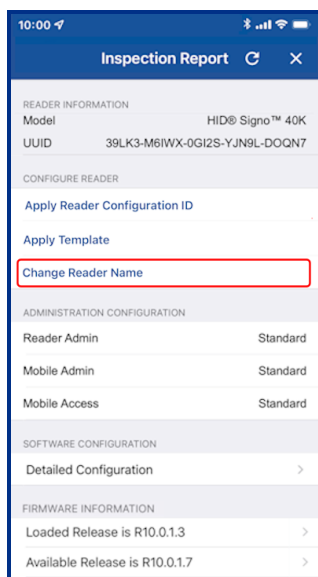 10:00
Inspection Report
READER INFORMATION
Model HID® Signo™ 40K
UUID 39LK3-M6IWX-0GI2S-YJN9L-DOQN7
CONFIGURE READER
Apply Reader Configuration ID
Apply Template
Change Reader Name
ADMINISTRATION CONFIGURATION
Reader Admin Standard
Mobile Admin Standard
Mobile Access Standard
SOFTWARE CONFIGURATION
Detailed Configuration
FIRMWARE INFORMATION
Loaded Release is R10.0.1.3
Available Release is R10.0.1.7